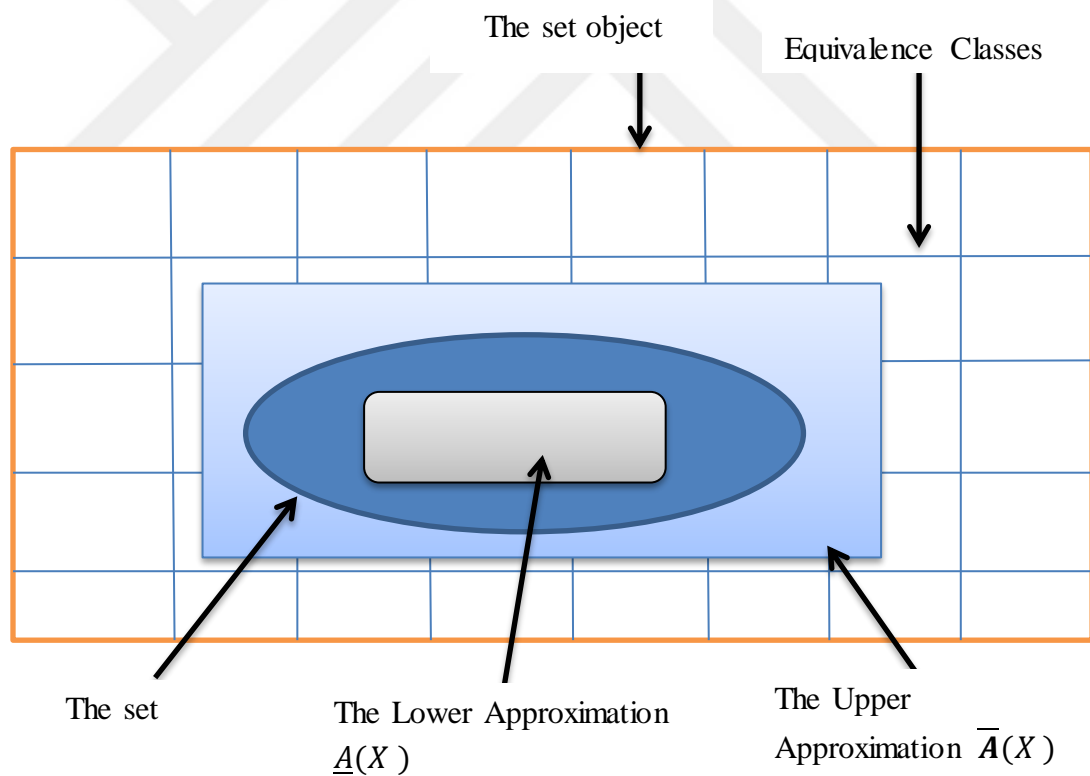 The set object
Equivalence Classes
The set
The Lower Approximation
A̲(X )
The Upper
Approximation A̅(X )